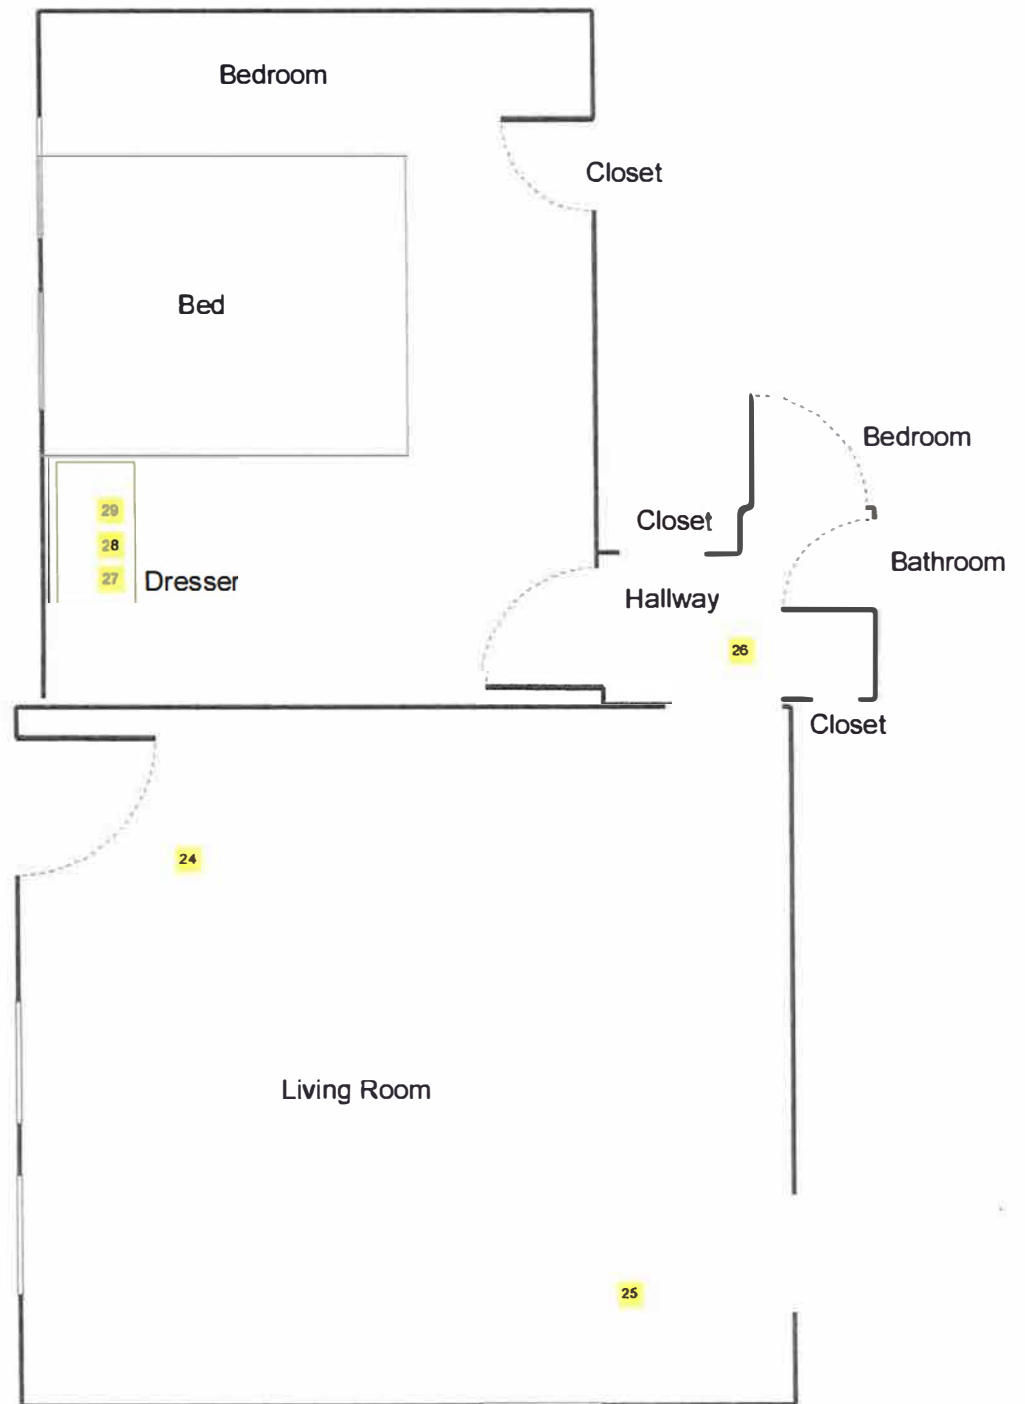 Bedroom
Closet
Bed
Bedroom
29
Closet
28
Bathroom
27
Dresser
Hallway
26
Closet
24
Living Room
25